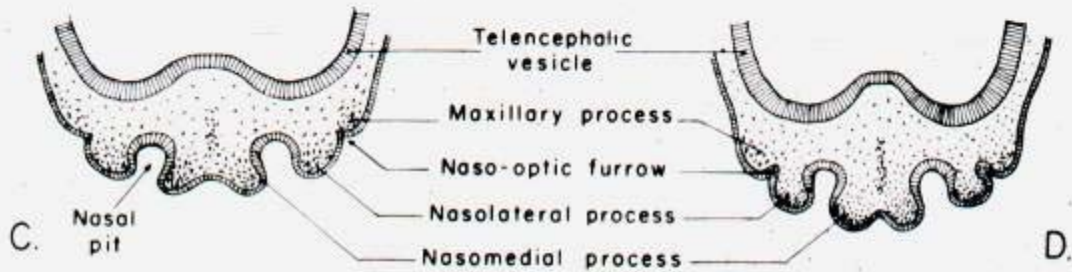 Telencephalic
vesicle
Maxillary process
Naso-optic furrow
Nasolateral process
Nasomedial process
Nasal
pit
C.
D.